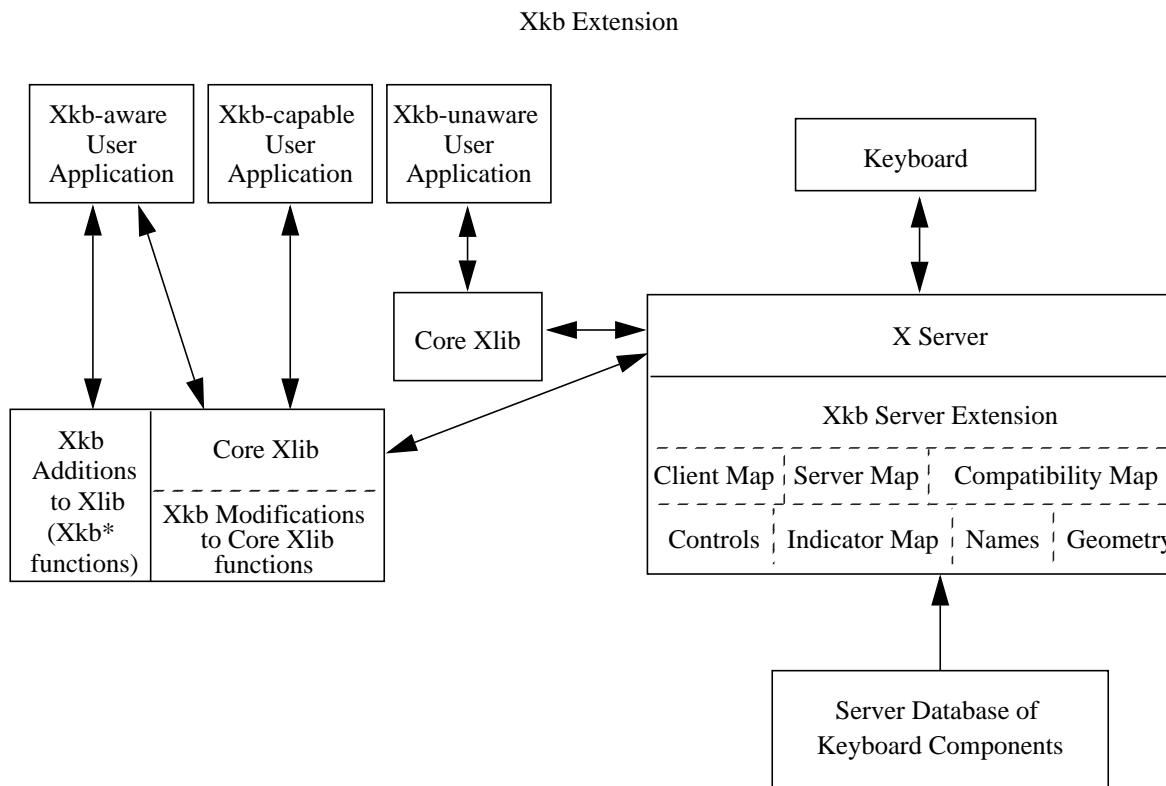 Xkb Extension
Xkb-aware
User
Application
Xkb-capable
User
Application
Xkb-unaware
User
Application
Keyboard
Core Xlib
X Server
Xkb Server Extension
Client Map
Server Map
Compatibility Map
Controls
Indicator Map
Names
Geometry
Xkb
Additions
to Xlib
(Xkb*
functions)
Core Xlib
Xkb Modifications
to Core Xlib
functions
Server Database of
Keyboard Components